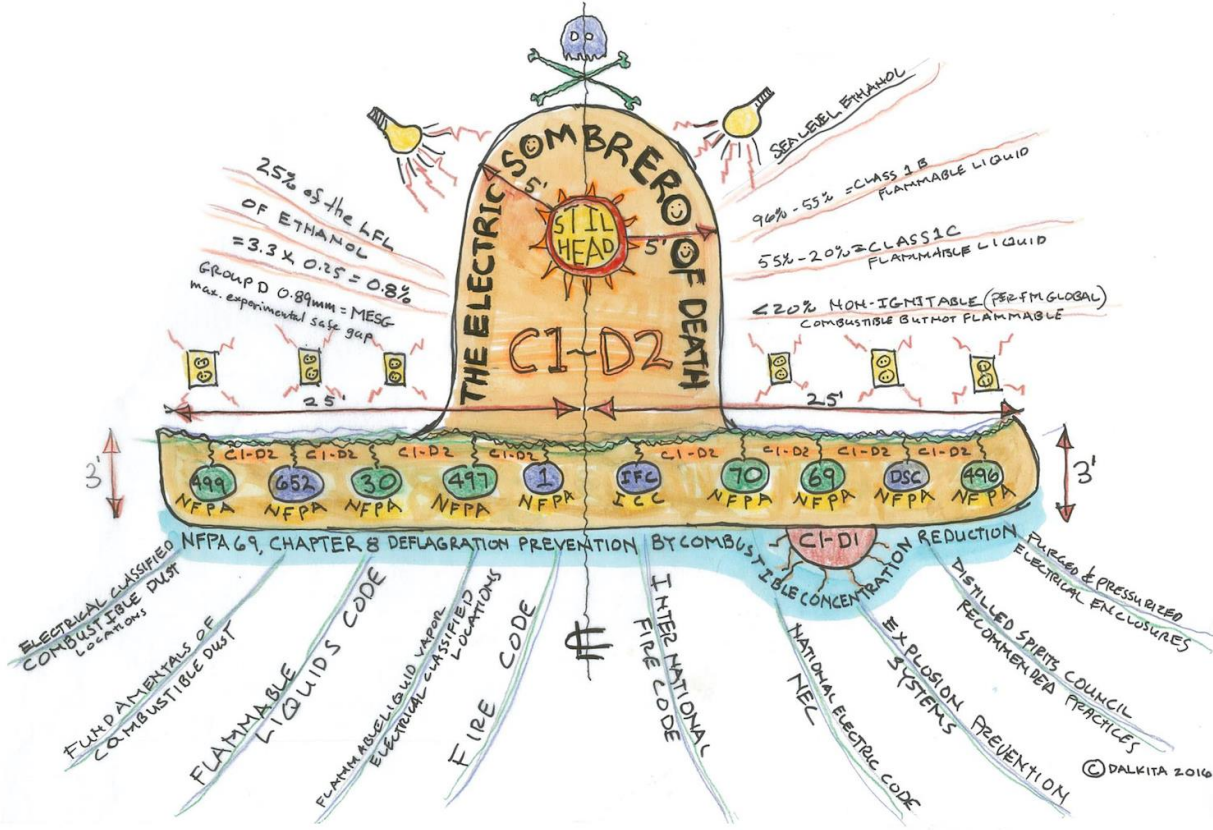 THE ELECTRIC SOMBRERO OF DEATH
5'
STIL
HEAD
5'
C1-D2
25% of the LFL
OF ETHANOL
= 3.3 x 0.25 = 0.8%
GROUP D 0.89mm = MESG
max. experimental safe
gap
SEA LEVEL ETHANOL
96% - 55% = CLASS 1 B
FLAMMABLE LIQUID
55% - 20% = CLASS 1C
FLAMMABLE LIQUID
<20% NON-IGNITABLE (PER FM GLOBAL)
COMBUSTIBLE BUT NOT FLAMMABLE
25'
25'
3'
3'
C1-D2
C1-D2
C1-D2
C1-D2
C1-D2
C1-D2
C1-D2
C1-D2
499
NFPA
652
NFPA
30
NFPA
497
NFPA
1
NFPA
IFC
ICC
70
NFPA
69
NFPA
DSC
NFPA
496
NFPA
C1-D1
NFPA 69, CHAPTER 8 DEFLAGRATION PREVENTION BY COMBUSTIBLE CONCENTRATION REDUCTION
ELECTRICAL CLASSIFIED
COMBUSTIBLE DUST
LOCATIONS
FUNDAMENTALS OF
COMBUSTIBLE DUST
FLAMMABLE
LIQUIDS CODE
FLAMMABLE LIQUID VAPOR
ELECTRICAL CLASSIFIED
LOCATIONS
FIRE CODE
INTERNATIONAL
FIRE CODE
NATIONAL ELECTRIC CODE
NEC
EXPLOSION PREVENTION
SYSTEMS
DISTILLED SPIRITS COUNCIL
RECOMMENDED PRACTICES
PURGED & PRESSURIZED
ELECTRICAL ENCLOSURES
© DALKITA 2016